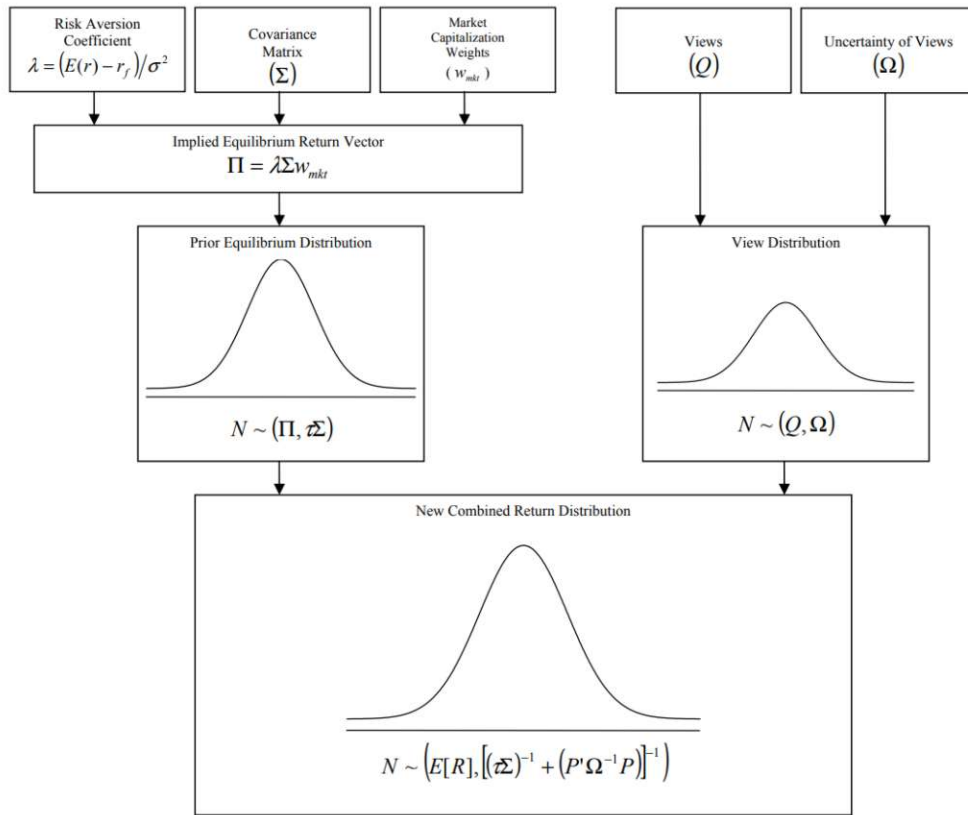 Risk Aversion
Coefficient
λ = (E(r) − r_f)/σ²
Covariance
Matrix
(Σ)
Market
Capitalization
Weights
(w_mkt)
Views
(Q)
Uncertainty of Views
(Ω)
Implied Equilibrium Return Vector
Π = λΣw_mkt
Prior Equilibrium Distribution
N ~ (Π, τΣ)
View Distribution
N ~ (Q, Ω)
New Combined Return Distribution
N ~ (E[R], [(τΣ)⁻¹ + (P'Ω⁻¹P)]⁻¹)